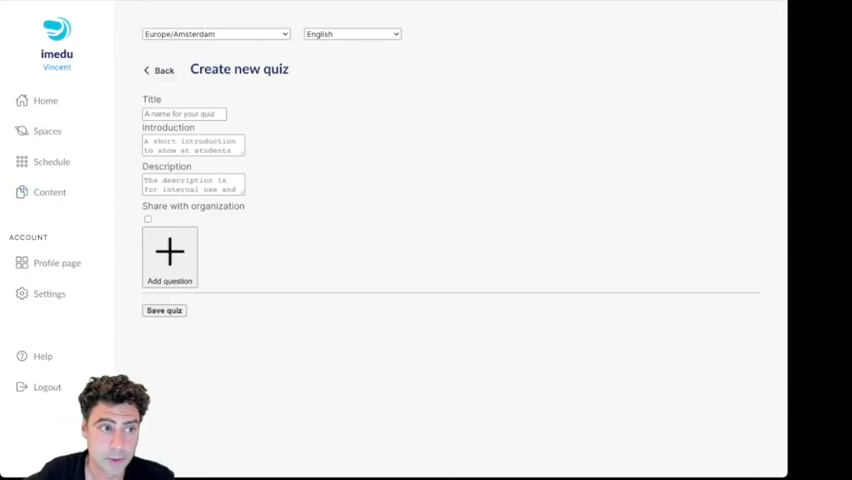 Europe/Amsterdam
English
imedu
Vincent
Back
Create new quiz
Home
Spaces
Schedule
Content
ACCOUNT
Profile page
Settings
Help
Logout
Title
A name for your quiz
Introduction
A short introduction
to show at students
Description
The description is
for internal use and
Share with organization
Add question
Save quiz